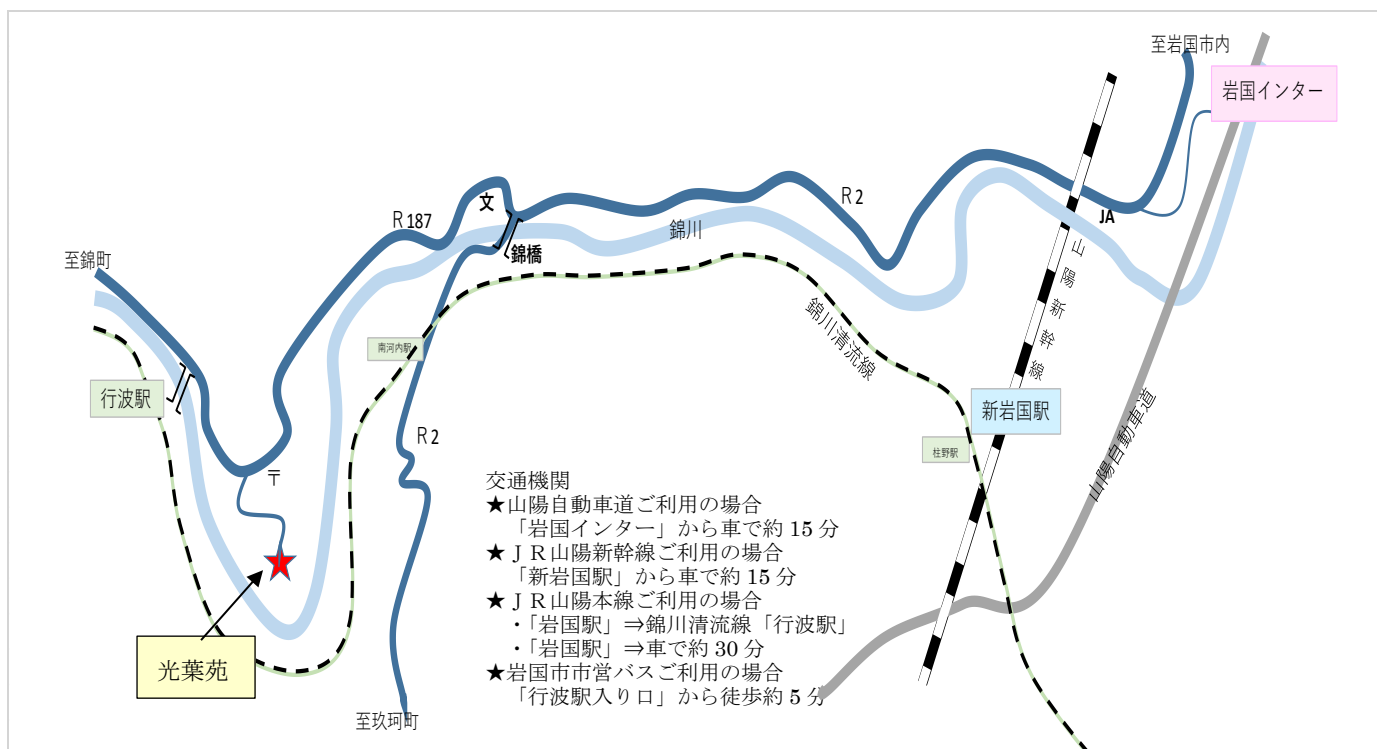 至岩国市内
岩国インター
R2
文
R187
JA
錦川
錦橋
至錦町
山陽新幹線
南河内駅
錦川清流線
行波駅
新岩国駅
山陽自動車道
R2
柱野駅
〒
交通機関
★山陽自動車道ご利用の場合
「岩国インター」から車で約15分
★ＪＲ山陽新幹線ご利用の場合
「新岩国駅」から車で約15分
★ＪＲ山陽本線ご利用の場合
・「岩国駅」⇒錦川清流線「行波駅」
・「岩国駅」⇒車で約30分
★岩国市市営バスご利用の場合
「行波駅入り口」から徒歩約5分
光葉苑
至玖珂町